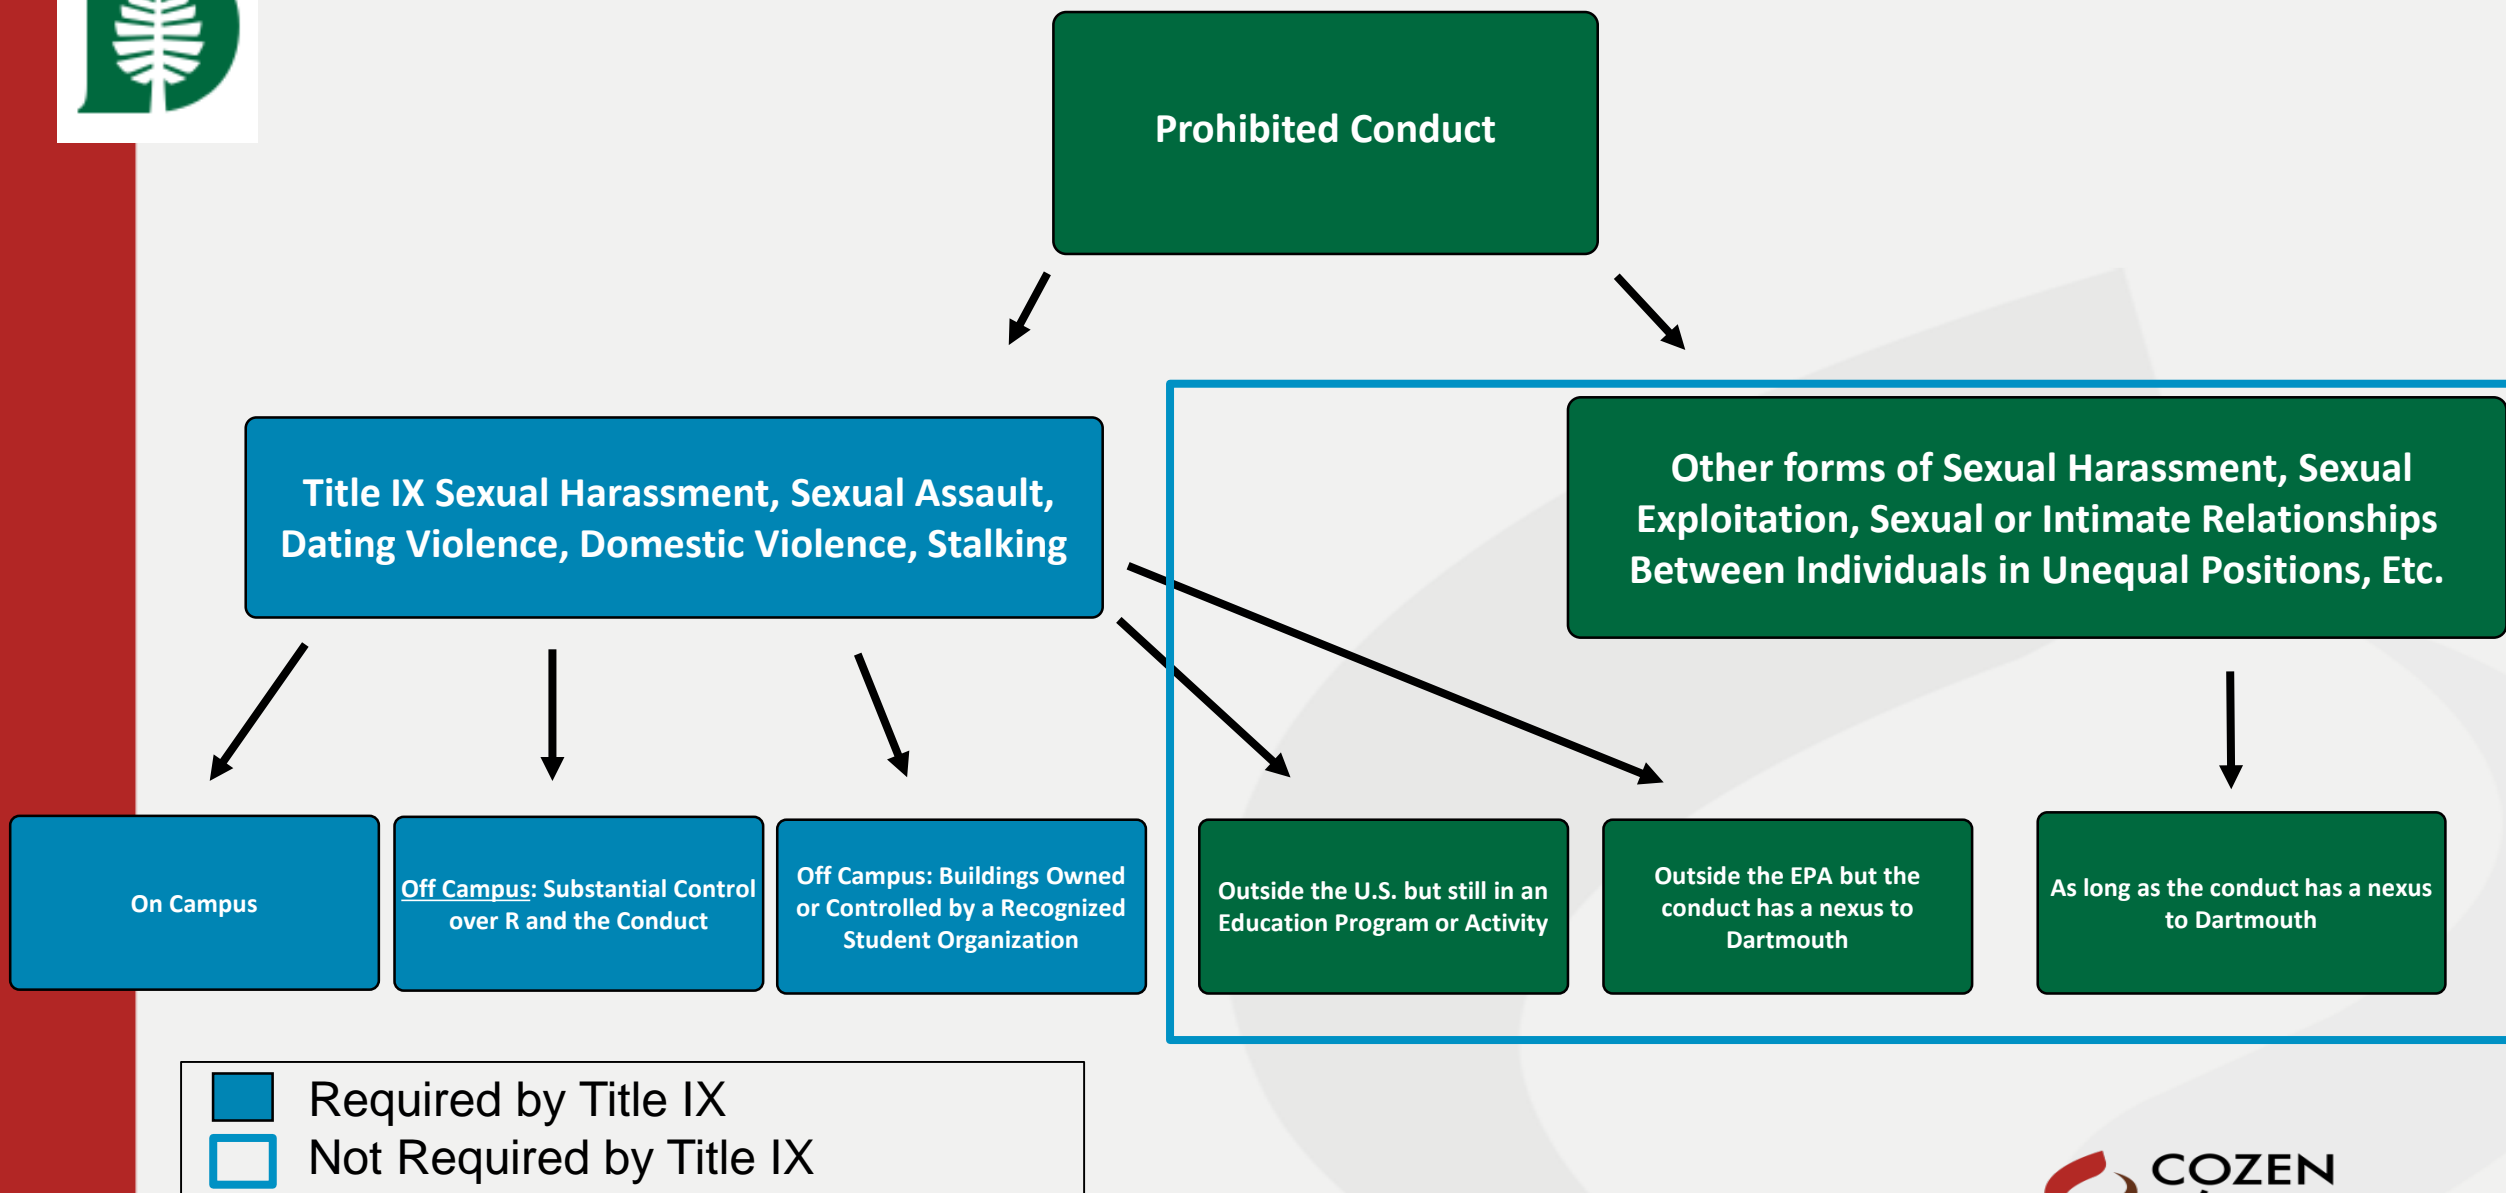 Prohibited Conduct
Title IX Sexual Harassment, Sexual Assault,
Dating Violence, Domestic Violence, Stalking
Other forms of Sexual Harassment, Sexual
Exploitation, Sexual or Intimate Relationships
Between Individuals in Unequal Positions, Etc.
On Campus
Off Campus: Substantial Control
over R and the Conduct
Off Campus: Buildings Owned
or Controlled by a Recognized
Student Organization
Outside the U.S. but still in an
Education Program or Activity
Outside the EPA but the
conduct has a nexus to
Dartmouth
As long as the conduct has a nexus
to Dartmouth
Required by Title IX
Not Required by Title IX
COZEN